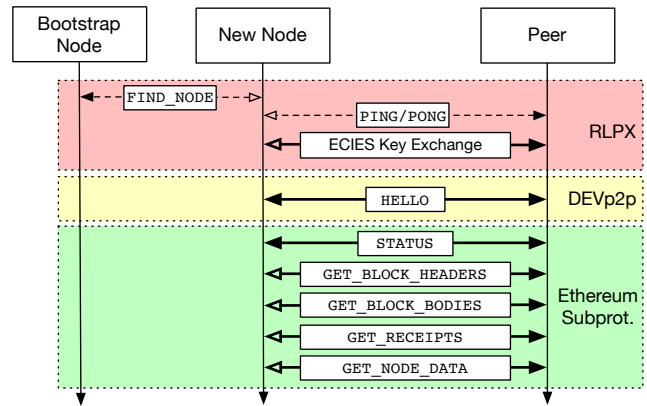 Bootstrap
Node
New Node
Peer
FIND_NODE
PING/PONG
ECIES Key Exchange
RLPX
HELLO
DEVp2p
STATUS
GET_BLOCK_HEADERS
GET_BLOCK_BODIES
GET_RECEIPTS
GET_NODE_DATA
Ethereum
Subprot.